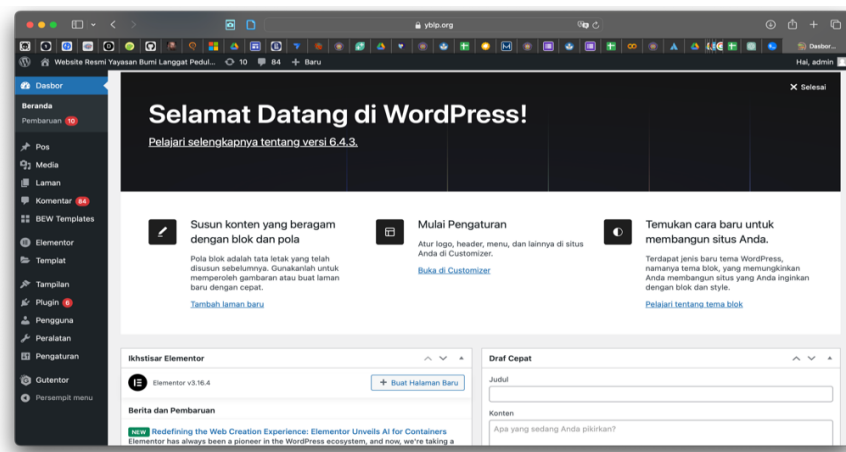 yblp.org
Dasbor...
Website Resmi Yayasan Bumi Langgat Pedul... 10 84 + Baru
Hai, admin
Dasbor
Beranda
Pembaruan 10
Pos
Media
Laman
Komentar 84
BEW Templates
Elementor
Templat
Tampilan
Plugin 6
Pengguna
Peralatan
Pengaturan
Gutentor
Persempit menu
Selesai
Selamat Datang di WordPress!
Pelajari selengkapnya tentang versi 6.4.3.
Susun konten yang beragam
dengan blok dan pola
Pola blok adalah tata letak yang telah
disusun sebelumnya. Gunakanlah untuk
memperoleh gambaran atau buat laman
baru dengan cepat.
Tambah laman baru
Mulai Pengaturan
Atur logo, header, menu, dan lainnya di situs
Anda di Customizer.
Buka di Customizer
Temukan cara baru untuk
membangun situs Anda.
Terdapat jenis baru tema WordPress,
namanya tema blok, yang memungkinkan
Anda membangun situs yang Anda inginkan
dengan blok dan style.
Pelajari tentang tema blok
Ikhstisar Elementor
Elementor v3.16.4
+ Buat Halaman Baru
Berita dan Pembaruan
NEW Redefining the Web Creation Experience: Elementor Unveils AI for Containers
Elementor has always been a pioneer in the WordPress ecosystem, and now, we're taking a
Draf Cepat
Judul
Konten
Apa yang sedang Anda pikirkan?